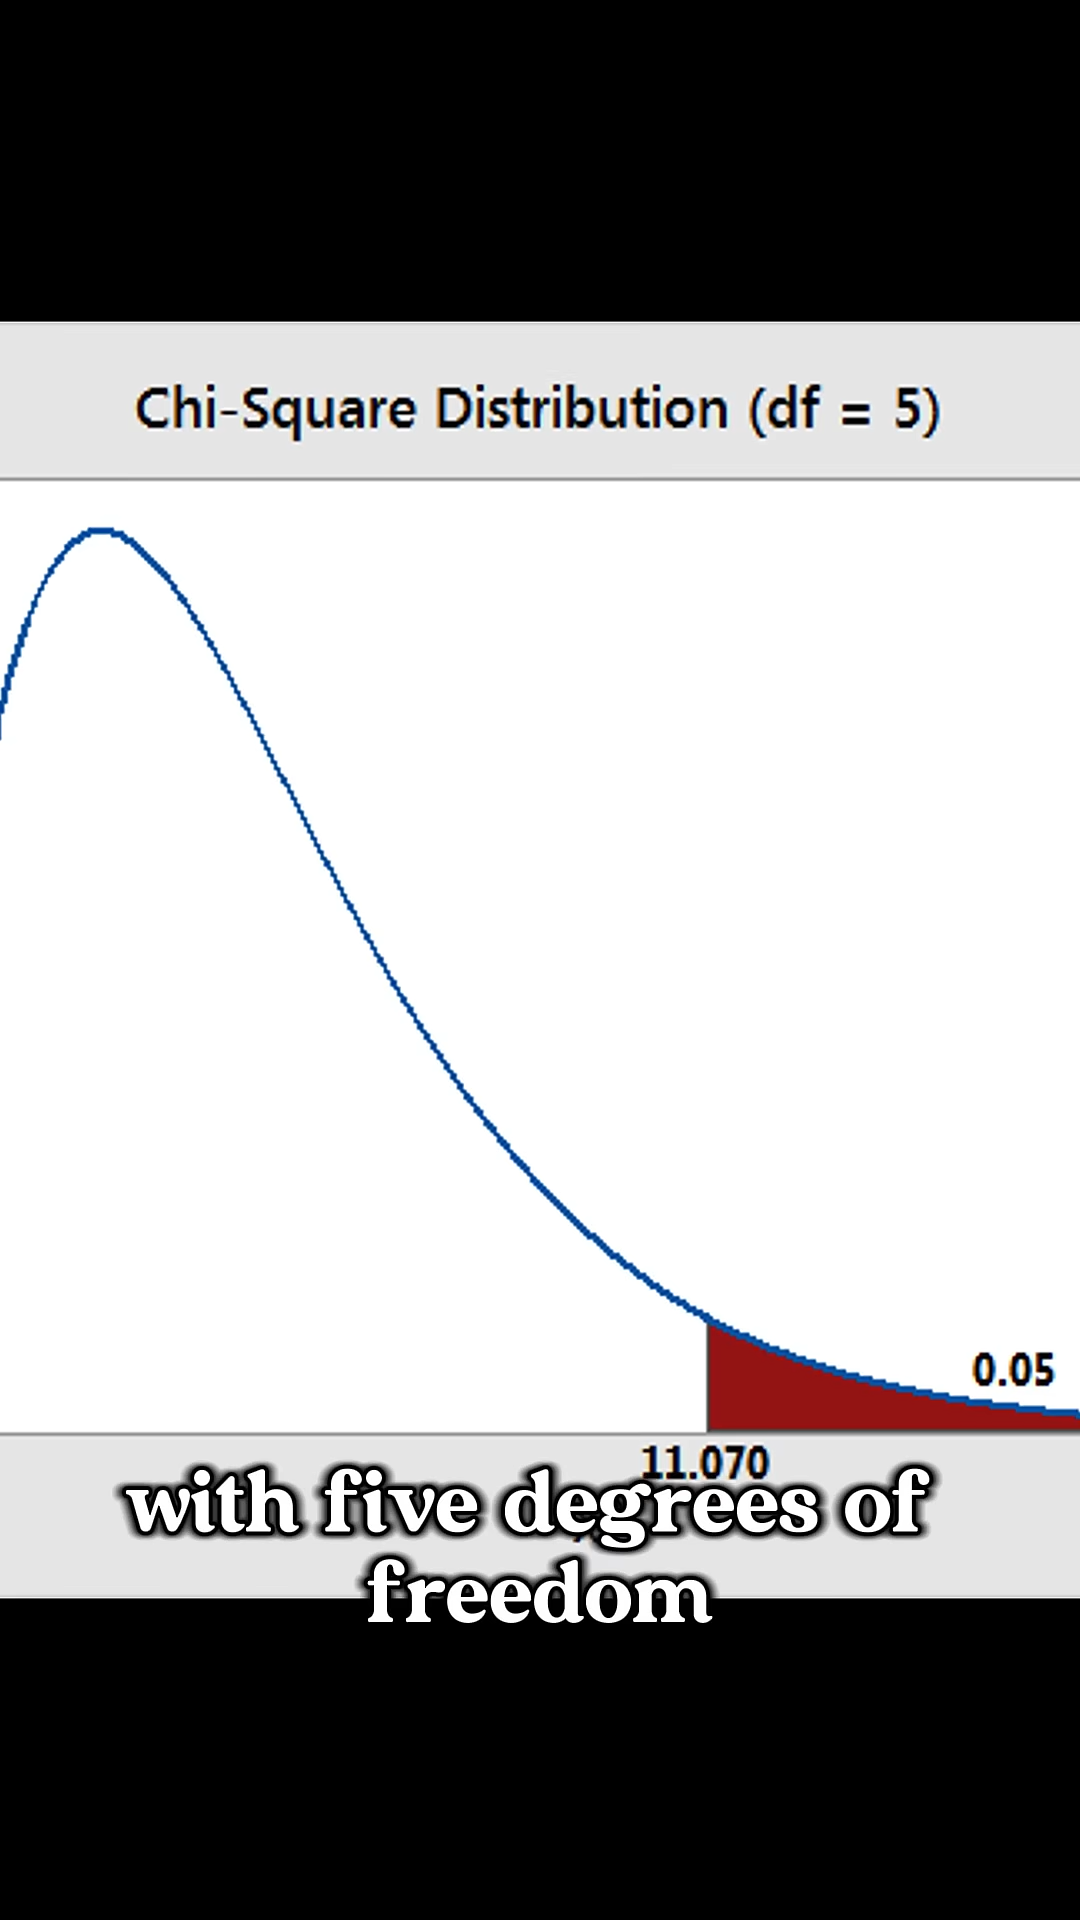 Chi-Square Distribution (df = 5)
0.05
11.070
with five degrees of
freedom